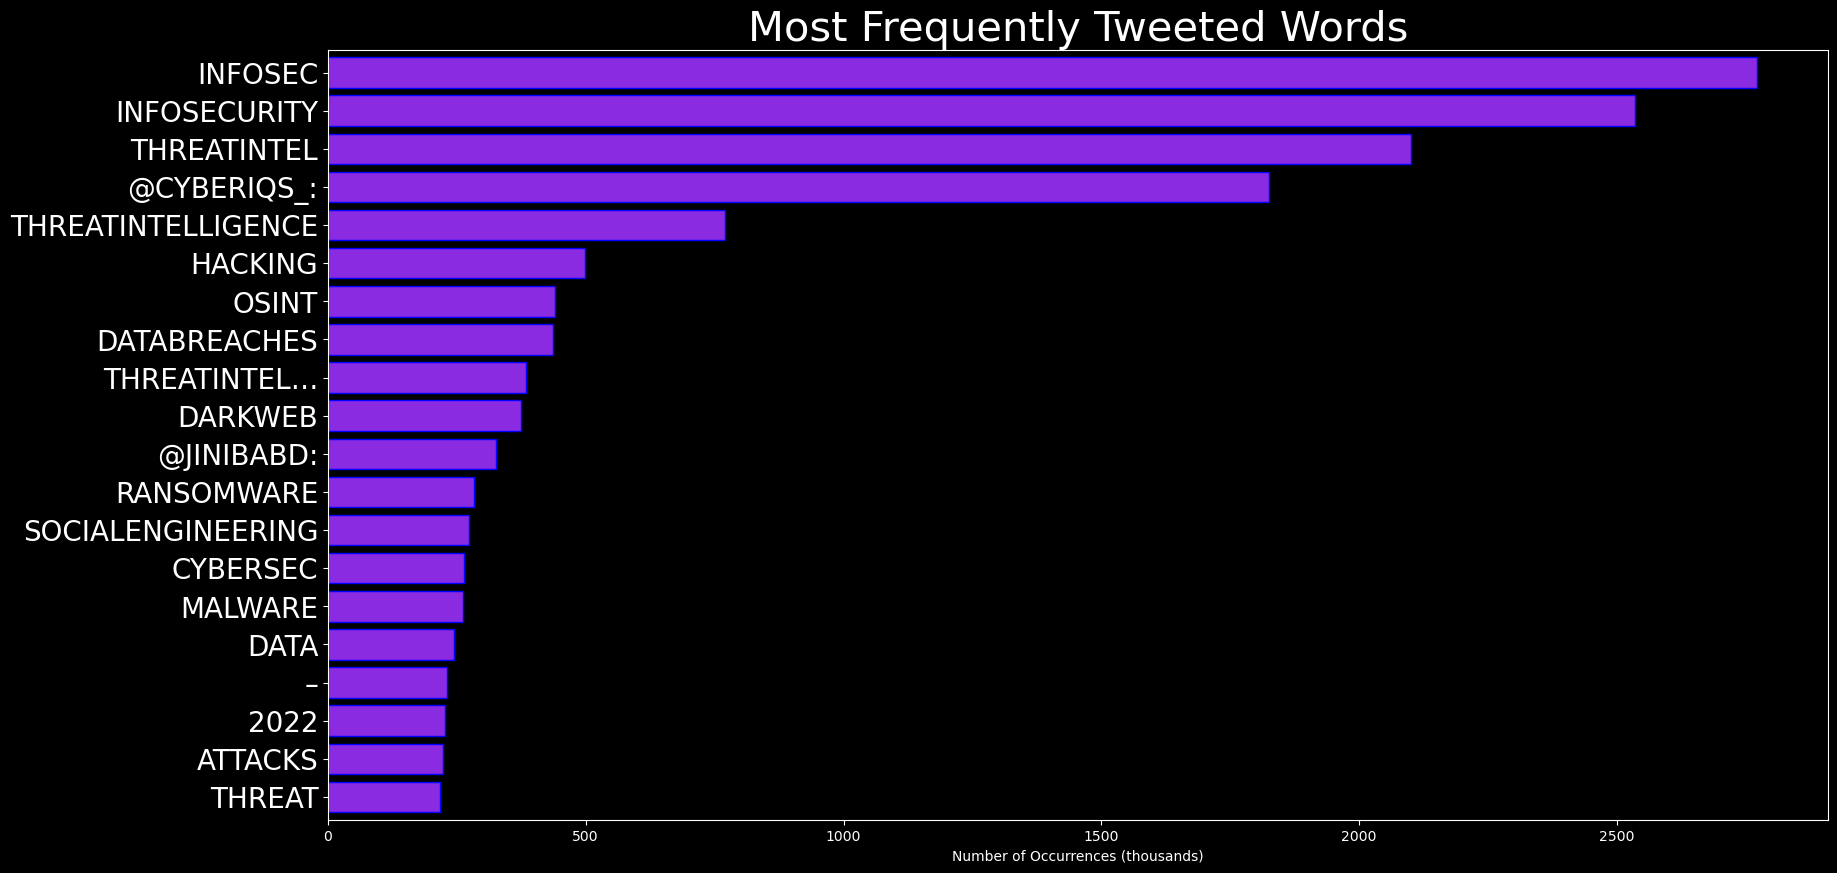 Most Frequently Tweeted Words
INFOSEC
INFOSECURITY
THREATINTEL
@CYBERIQS_:
THREATINTELLIGENCE
HACKING
OSINT
DATABREACHES
THREATINTEL…
DARKWEB
@JINIBABD:
RANSOMWARE
SOCIALENGINEERING
CYBERSEC
MALWARE
DATA
–
2022
ATTACKS
THREAT
0 500 1000 1500 2000 2500
Number of Occurrences (thousands)